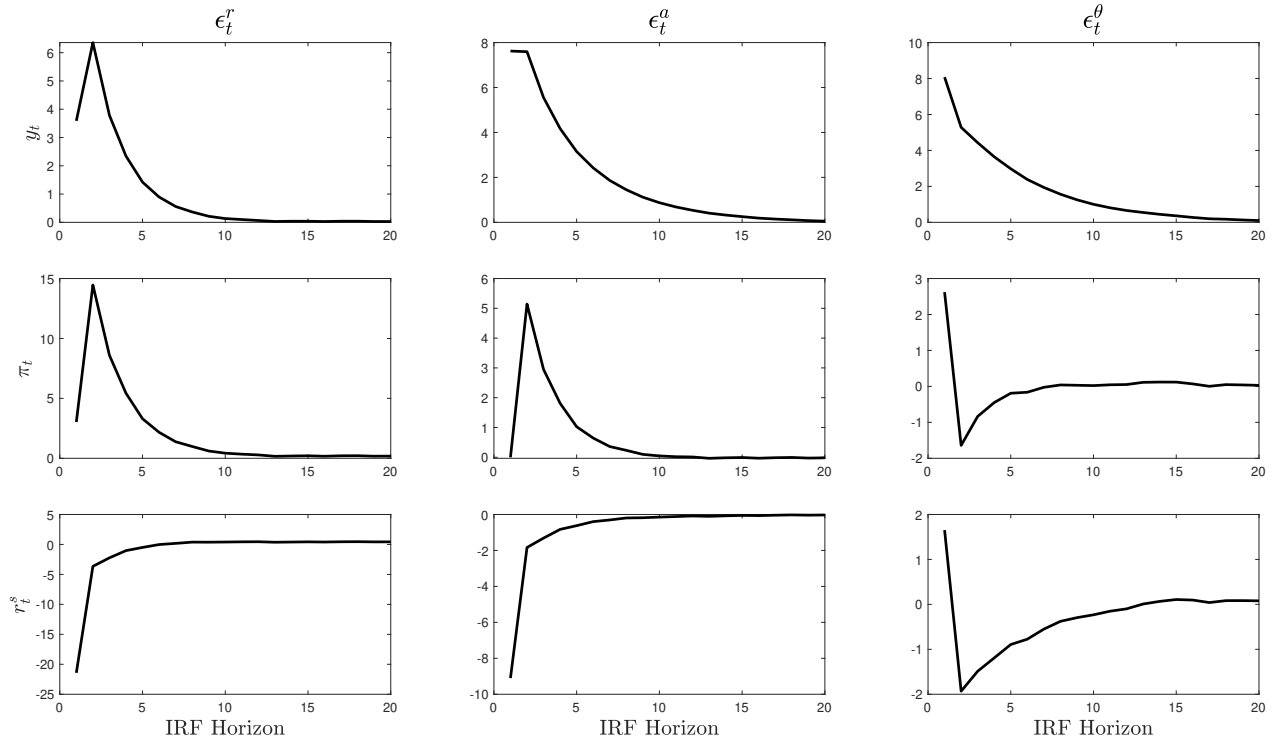 ϵ_t^r ϵ_t^a ϵ_t^θ
y_t
6 5 4 3 2 1 0
0 5 10 15 20
8 6 4 2 0
0 5 10 15 20
10 8 6 4 2 0
0 5 10 15 20
π_t
15 10 5 0
0 5 10 15 20
6 5 4 3 2 1 0
0 5 10 15 20
3 2 1 0 -1 -2
0 5 10 15 20
r_t^s
5 0 -5 -10 -15 -20 -25
0 5 10 15 20
0 -2 -4 -6 -8 -10
0 5 10 15 20
2 1 0 -1 -2
0 5 10 15 20
IRF Horizon IRF Horizon IRF Horizon